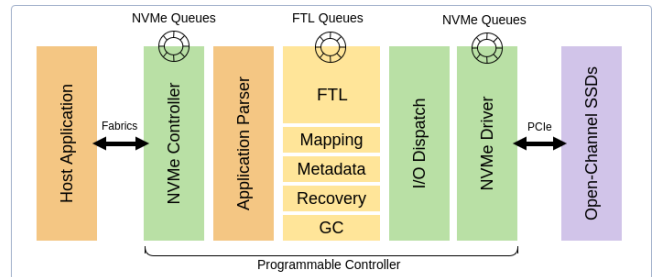 NVMe Queues
FTL Queues
NVMe Queues
Host Application
Fabrics
NVMe Controller
Application Parser
FTL
Mapping
Metadata
Recovery
GC
I/O Dispatch
NVMe Driver
PCIe
Open-Channel SSDs
Programmable Controller